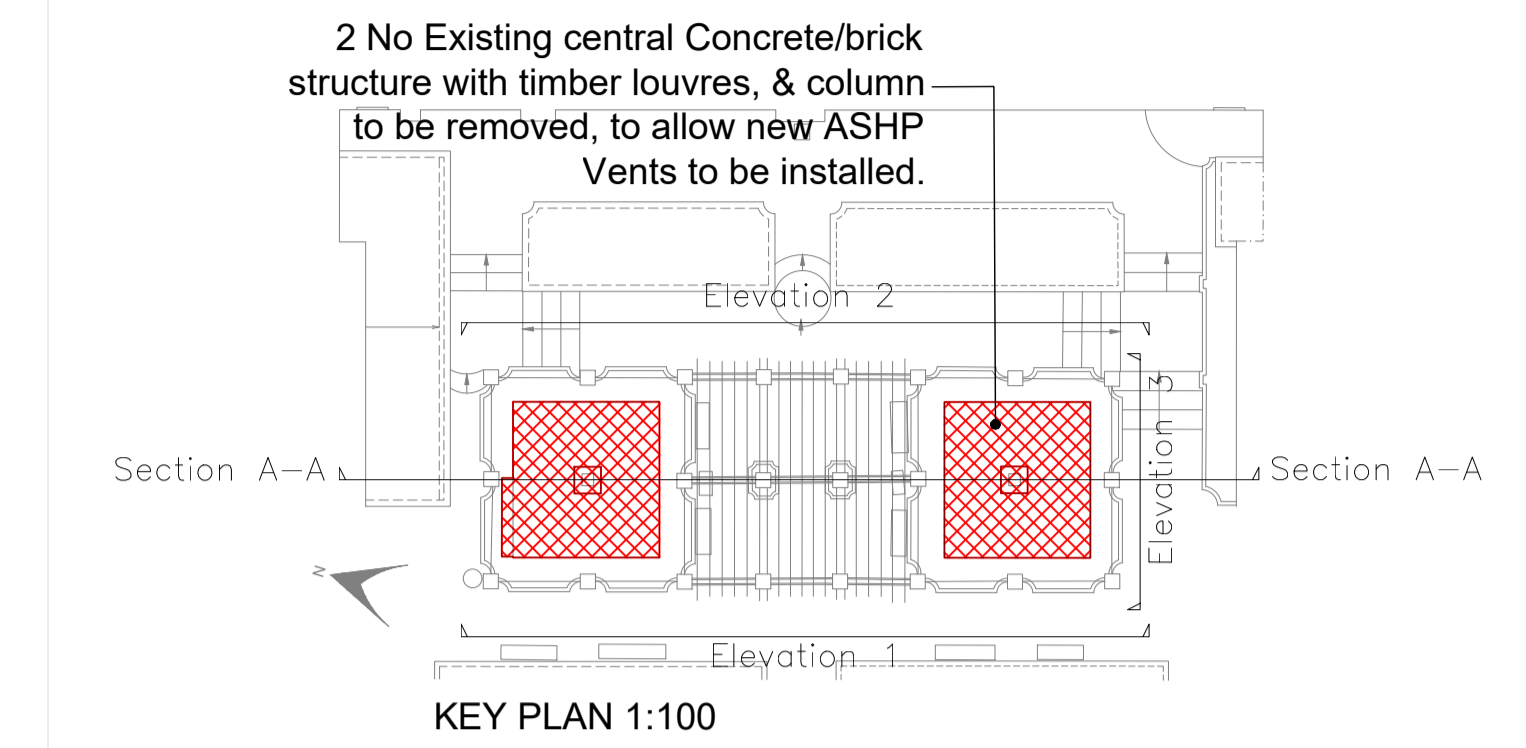 2 No Existing central Concrete/brick
structure with timber louvres, & column
to be removed, to allow new ASHP
Vents to be installed.
Elevation 2
Elevation 3
Section A-A
Section A-A
N
Elevation 1
KEY PLAN 1:100